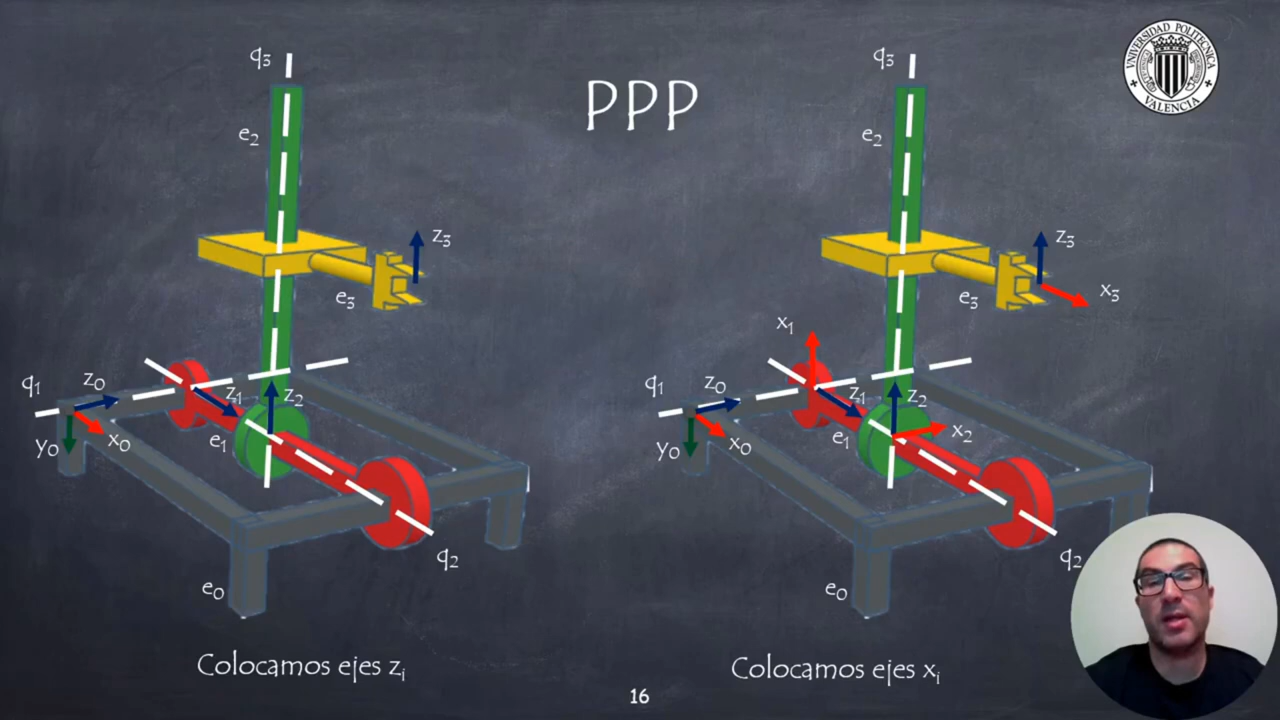 PPP
UNIVERSIDAD POLITECNICA
VALENCIA
q3
e2
z3
e3
q1
z0
z1
z2
y0
x0
e1
q2
e0
Colocamos ejes zi
q3
e2
z3
x3
e3
x1
q1
z0
z1
z2
x2
y0
x0
e1
q2
e0
Colocamos ejes xi
16